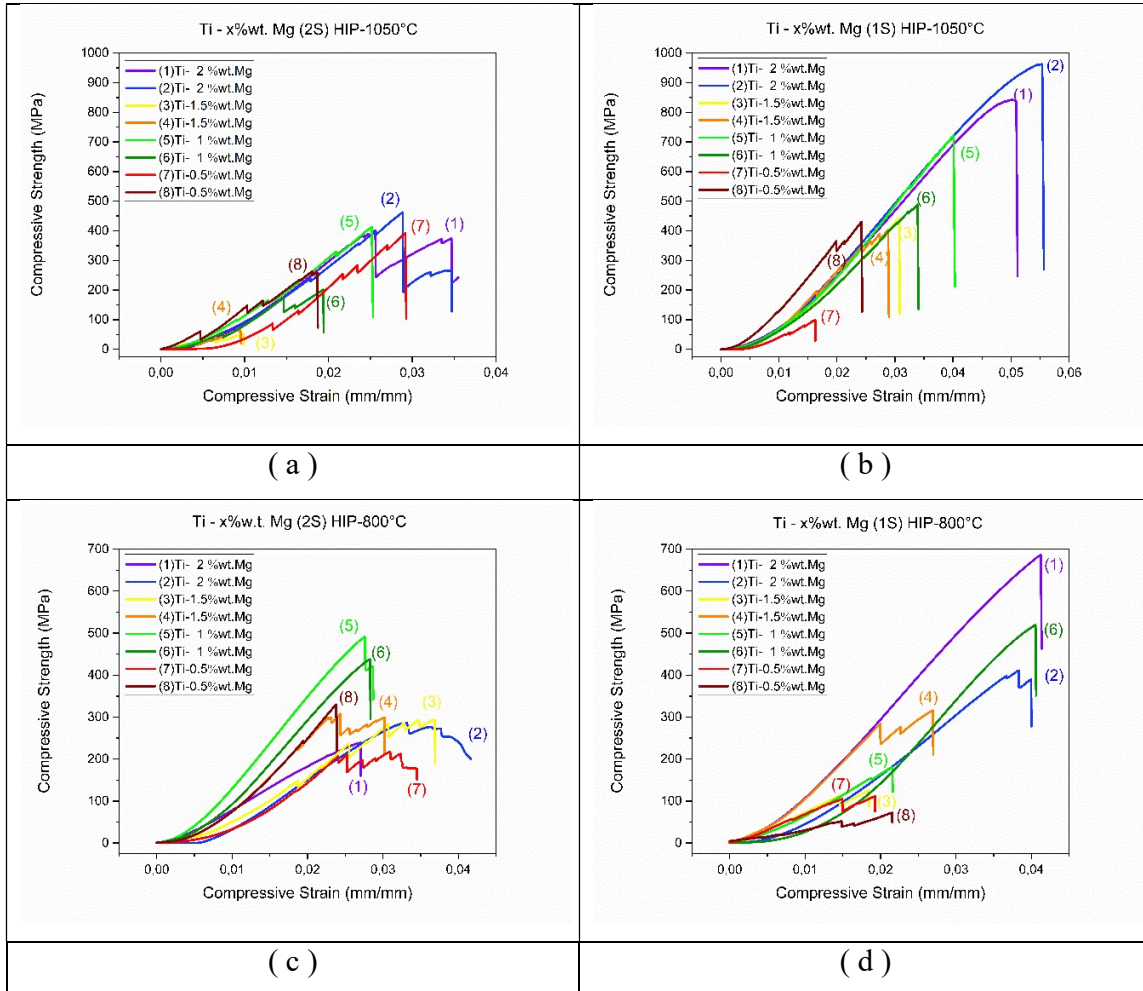 Ti - x%wt. Mg (2S) HIP-1050°C
1000
900
800
700
600
500
400
300
200
100
0
Compressive Strength (MPa)
(1)Ti- 2 %wt.Mg
(2)Ti- 2 %wt.Mg
(3)Ti-1.5%wt.Mg
(4)Ti-1.5%wt.Mg
(5)Ti- 1 %wt.Mg
(6)Ti- 1 %wt.Mg
(7)Ti-0.5%wt.Mg
(8)Ti-0.5%wt.Mg
(2)
(5)
(1)
(7)
(8)
(4)
(6)
(3)
0,00 0,01 0,02 0,03 0,04
Compressive Strain (mm/mm)
Ti - x%wt. Mg (1S) HIP-1050°C
1000
900
800
700
600
500
400
300
200
100
0
Compressive Strength (MPa)
(1)Ti- 2 %wt.Mg
(2)Ti- 2 %wt.Mg
(3)Ti-1.5%wt.Mg
(4)Ti-1.5%wt.Mg
(5)Ti- 1 %wt.Mg
(6)Ti- 1 %wt.Mg
(7)Ti-0.5%wt.Mg
(8)Ti-0.5%wt.Mg
(2)
(1)
(5)
(6)
(3)
(4)
(8)
(7)
0,00 0,01 0,02 0,03 0,04 0,05 0,06
Compressive Strain (mm/mm)
( a )
( b )
Ti - x%w.t. Mg (2S) HIP-800°C
700
600
500
400
300
200
100
0
Compressive Strength (MPa)
(1)Ti- 2 %wt.Mg
(2)Ti- 2 %wt.Mg
(3)Ti-1.5%wt.Mg
(4)Ti-1.5%wt.Mg
(5)Ti- 1 %wt.Mg
(6)Ti- 1 %wt.Mg
(7)Ti-0.5%wt.Mg
(8)Ti-0.5%wt.Mg
(5)
(6)
(8)
(4)
(3)
(2)
(1)
(7)
0,00 0,01 0,02 0,03 0,04
Compressive Strain (mm/mm)
Ti - x%wt. Mg (1S) HIP-800°C
700
600
500
400
300
200
100
0
Compressive Strength (MPa)
(1)Ti- 2 %wt.Mg
(2)Ti- 2 %wt.Mg
(3)Ti-1.5%wt.Mg
(4)Ti-1.5%wt.Mg
(5)Ti- 1 %wt.Mg
(6)Ti- 1 %wt.Mg
(7)Ti-0.5%wt.Mg
(8)Ti-0.5%wt.Mg
(1)
(6)
(2)
(4)
(5)
(7)
(3)
(8)
0,00 0,01 0,02 0,03 0,04
Compressive Strain (mm/mm)
( c )
( d )